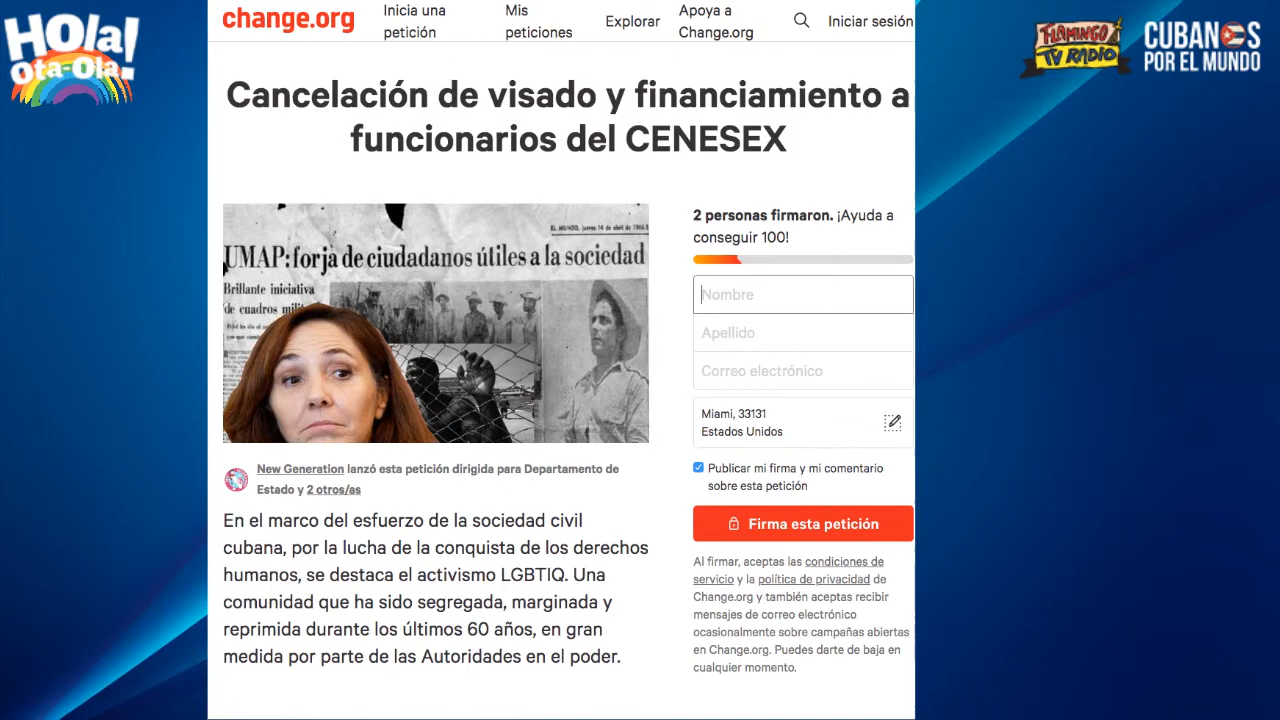 HOla!
Ota-Ola!
change.org
Inicia una
petición
Mis
peticiones
Explorar
Apoya a
Change.org
Iniciar sesión
FLAMINGO
TV RADIO
CUBANOS
POR EL MUNDO
Cancelación de visado y financiamiento a
funcionarios del CENESEX
EL MUNDO, jueves 14 de abril de 1966
UMAP: forja de ciudadanos útiles a la sociedad
Brillante iniciativa
de cuadros
2 personas firmaron. ¡Ayuda a
conseguir 100!
Nombre
Apellido
Correo electrónico
Miami, 33131
Estados Unidos
Publicar mi firma y mi comentario
sobre esta petición
Firma esta petición
Al firmar, aceptas las condiciones de
servicio y la política de privacidad de
Change.org y también aceptas recibir
mensajes de correo electrónico
ocasionalmente sobre campañas abiertas
en Change.org. Puedes darte de baja en
cualquier momento.
New Generation lanzó esta petición dirigida para Departamento de
Estado y 2 otros/as
En el marco del esfuerzo de la sociedad civil
cubana, por la lucha de la conquista de los derechos
humanos, se destaca el activismo LGBTIQ. Una
comunidad que ha sido segregada, marginada y
reprimida durante los últimos 60 años, en gran
medida por parte de las Autoridades en el poder.